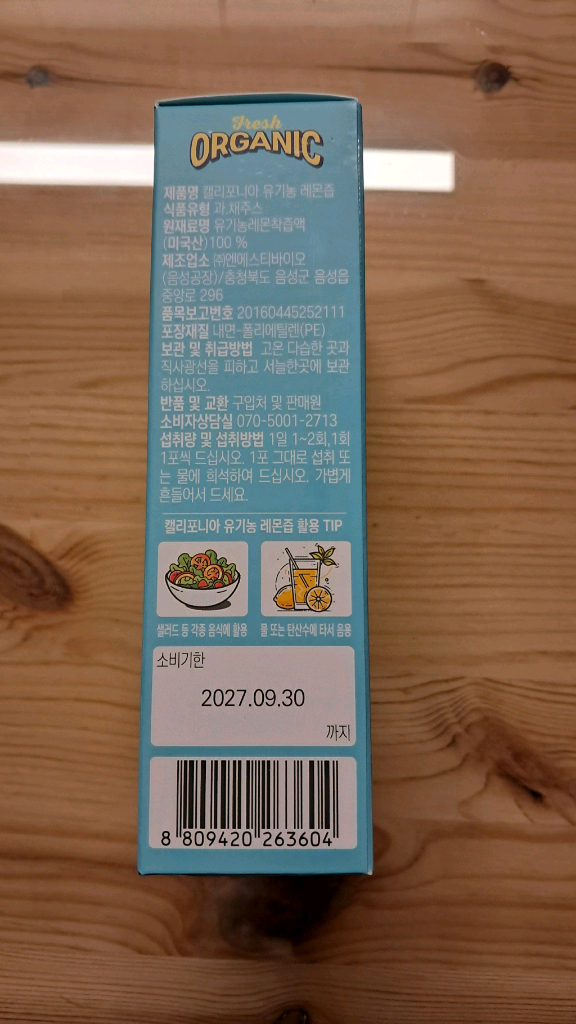 Fresh
ORGANIC
제품명 캘리포니아 유기농 레몬즙
식품유형 과.채주스
원재료명 유기농레몬착즙액
(미국산)100 %
제조업소 ㈜엔에스티바이오
(음성공장)/충청북도 음성군 음성읍
중앙로 296
품목보고번호 20160445252111
포장재질 내면-폴리에틸렌(PE)
보관 및 취급방법 고온 다습한 곳과
직사광선을 피하고 서늘한곳에 보관
하십시오.
반품 및 교환 구입처 및 판매원
소비자상담실 070-5001-2713
섭취량 및 섭취방법 1일 1~2회,1회
1포씩 드십시오. 1포 그대로 섭취 또
는 물에 희석하여 드십시오. 가볍게
흔들어서 드세요.
캘리포니아 유기농 레몬즙 활용 TIP
샐러드 등 각종 음식에 활용
물 또는 탄산수에 타서 음용
소비기한
2027.09.30
까지
8 809420 263604